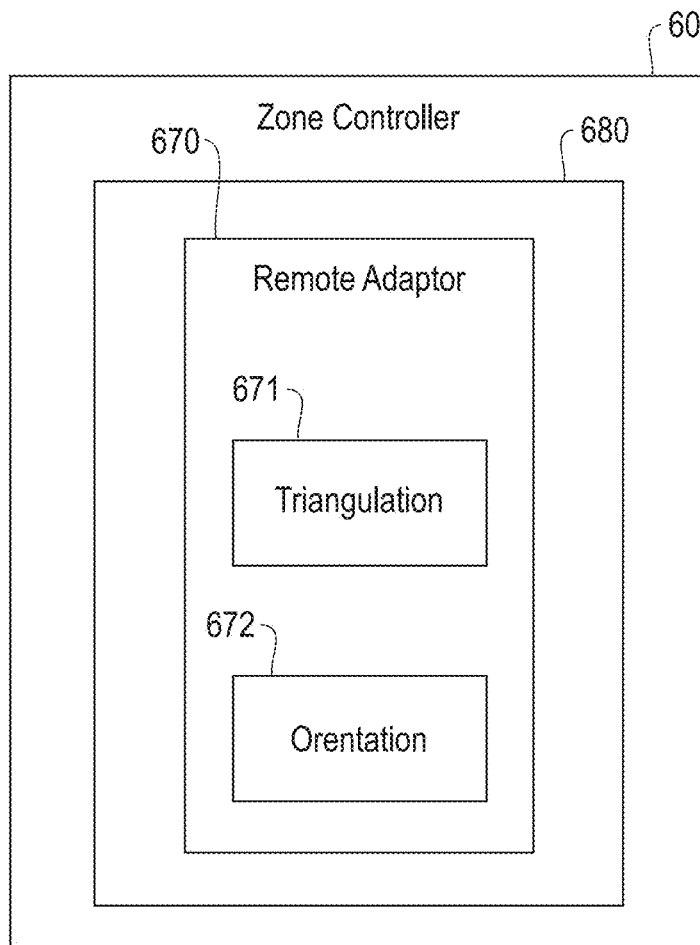 60
Zone Controller
670
680
Remote Adaptor
671
Triangulation
672
Orentation